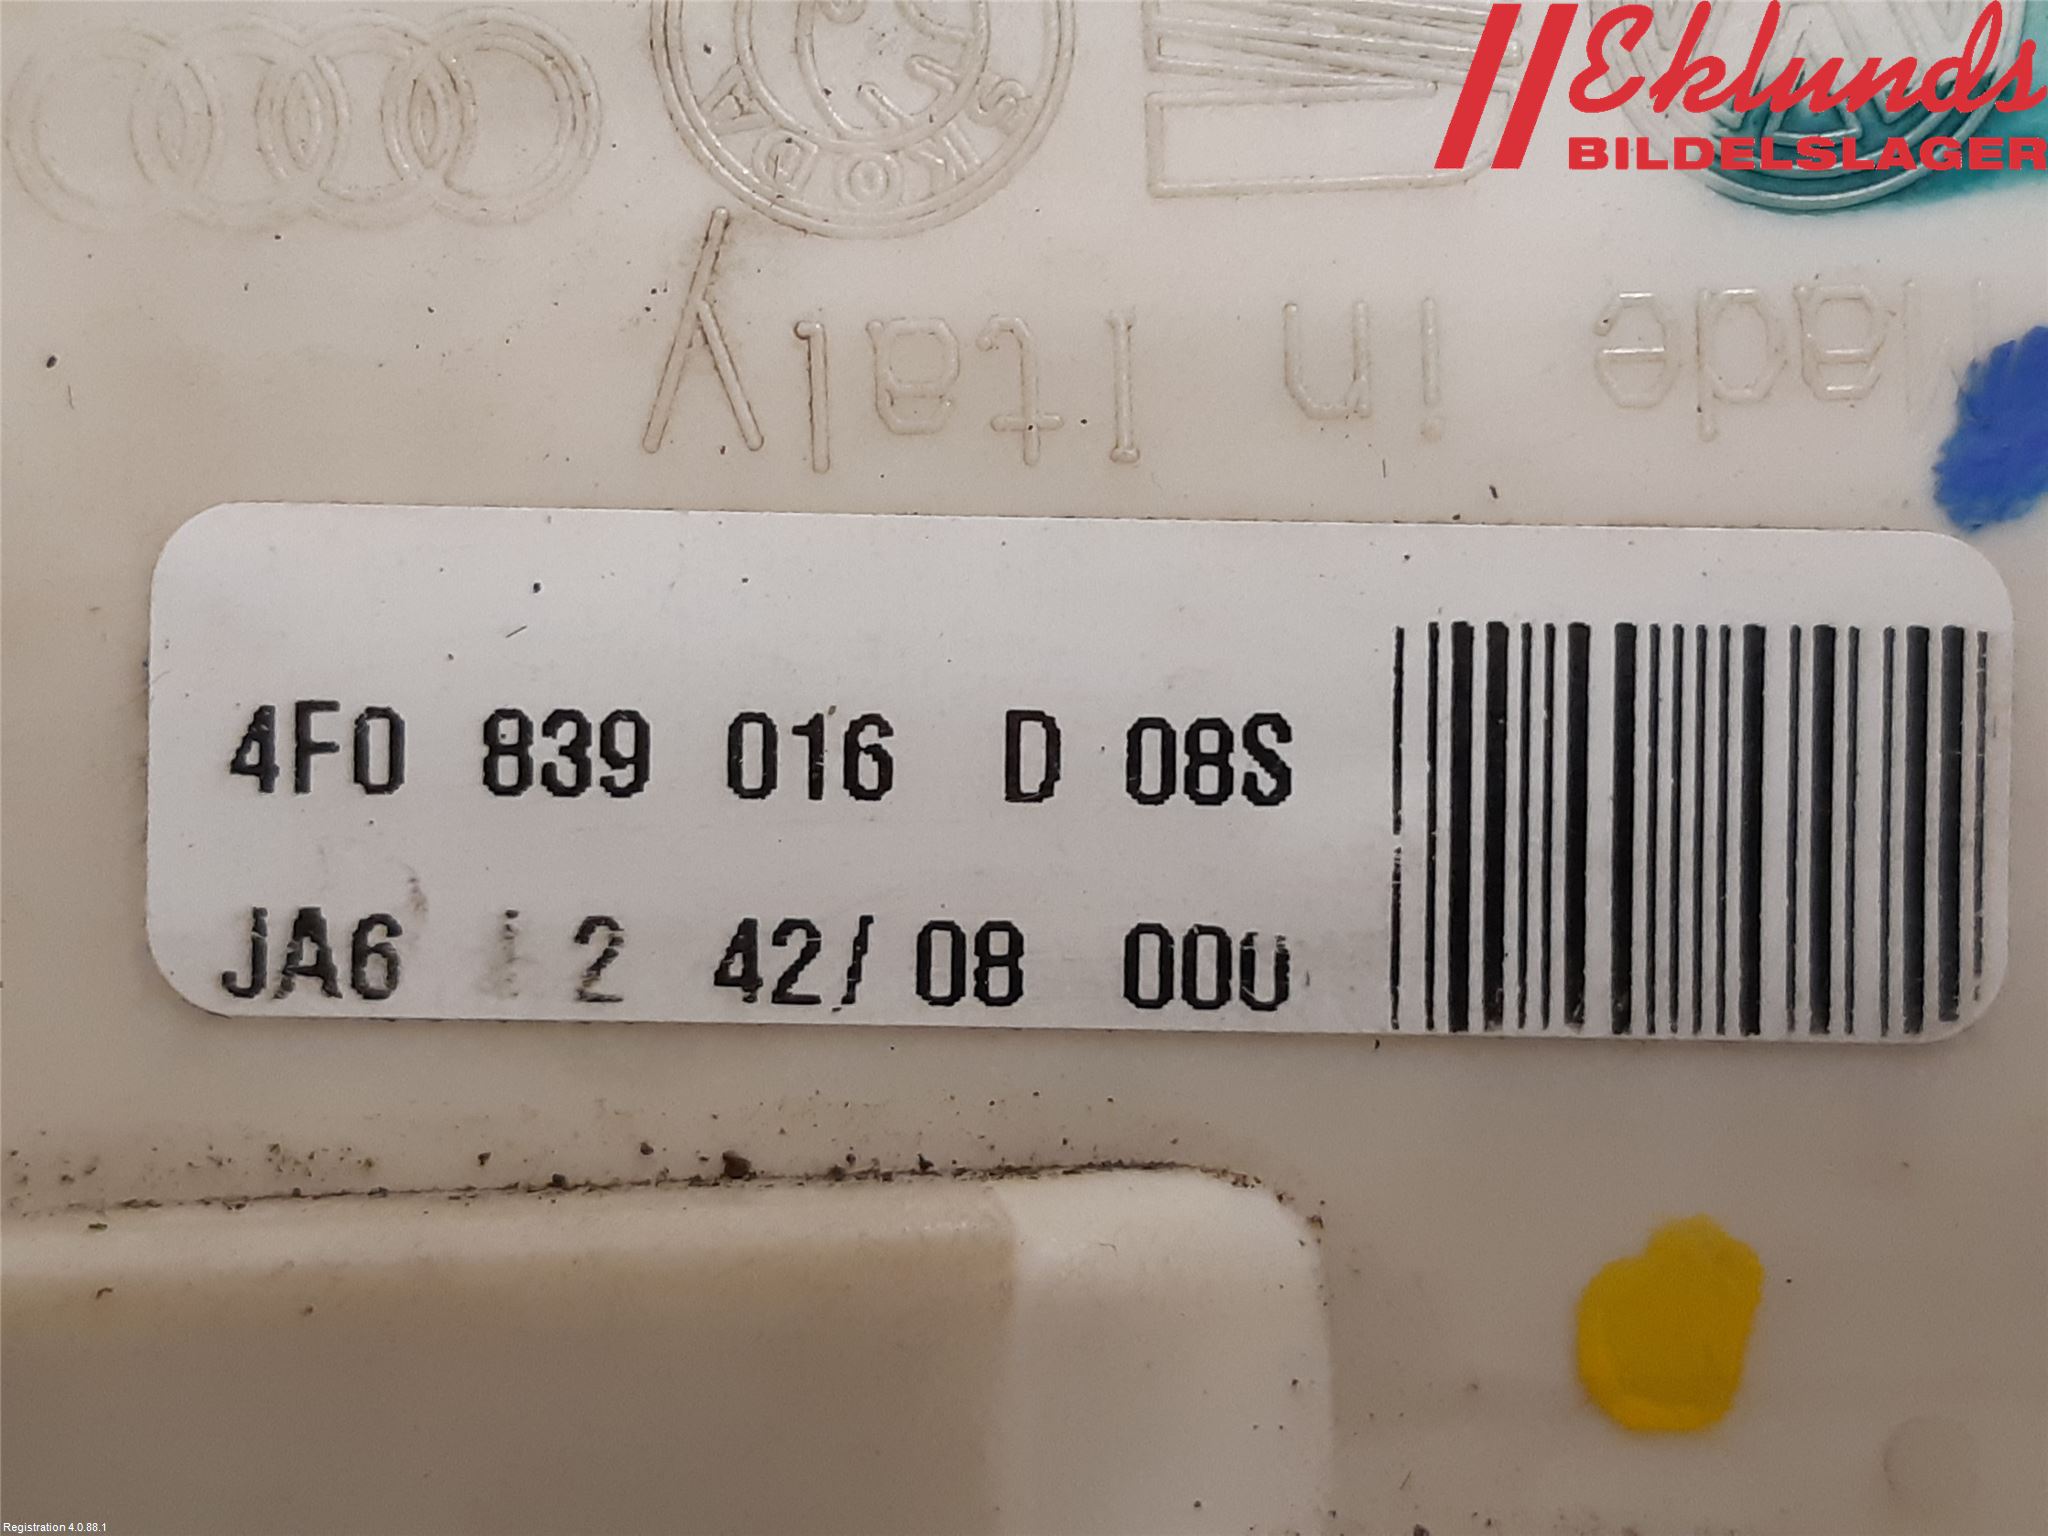 Eklunds
BILDELSLAGER
SKODA
Made in Italy
4F0 839 016 D 08S
JA6 2 42/08 000
Registration 4.0.88.1